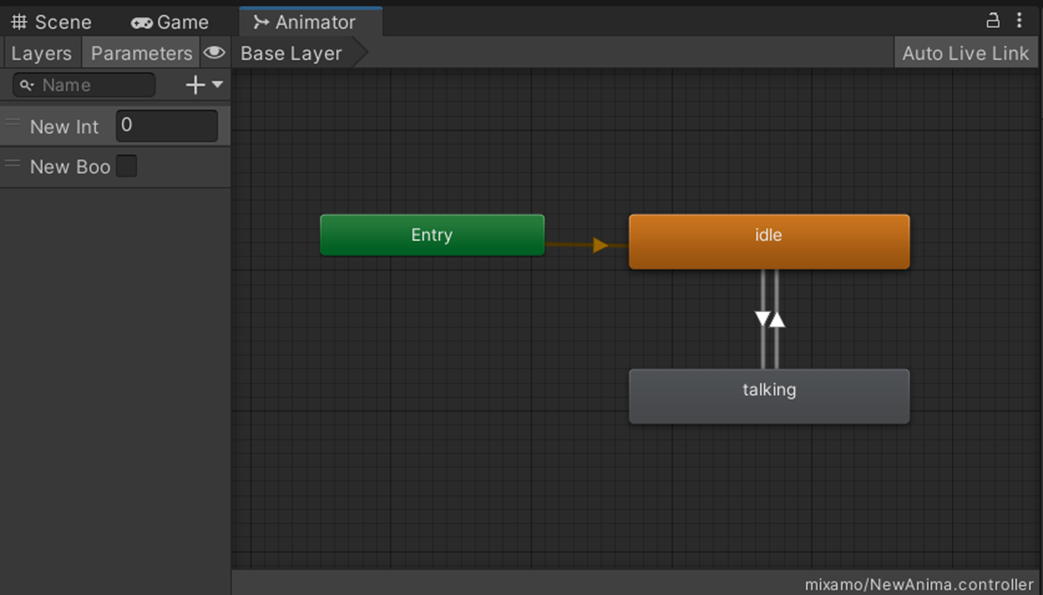 Scene Game Animator
Layers Parameters Base Layer Auto Live Link
Name
New Int 0
New Boo
Entry idle
talking
mixamo/NewAnima.controller